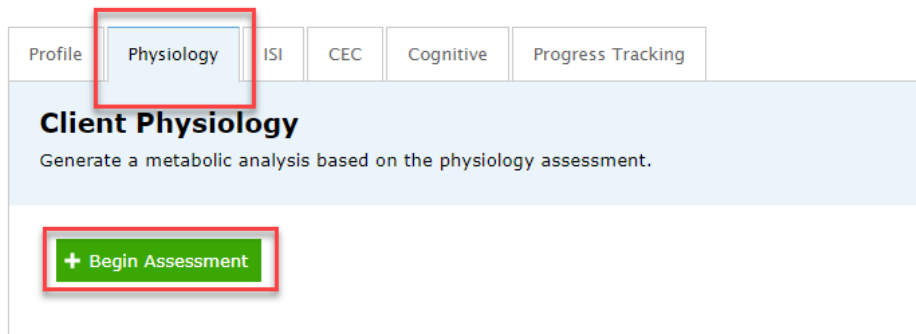 Profile Physiology ISI CEC Cognitive Progress Tracking
Client Physiology
Generate a metabolic analysis based on the physiology assessment.
+ Begin Assessment